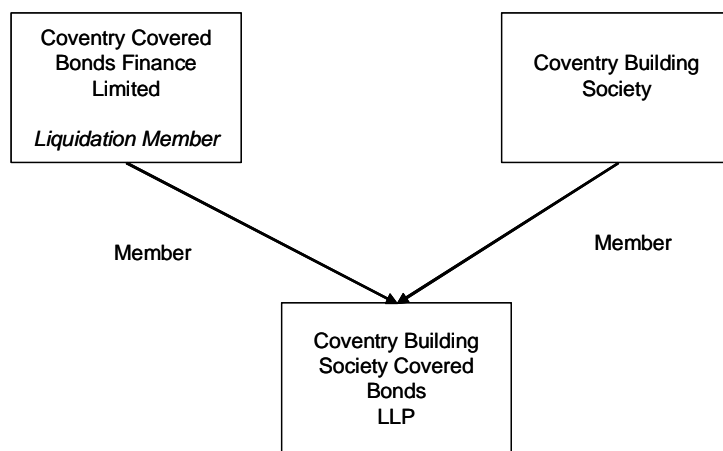 Coventry Covered
Bonds Finance
Limited
Liquidation Member
Coventry Building
Society
Member
Member
Coventry Building
Society Covered
Bonds
LLP